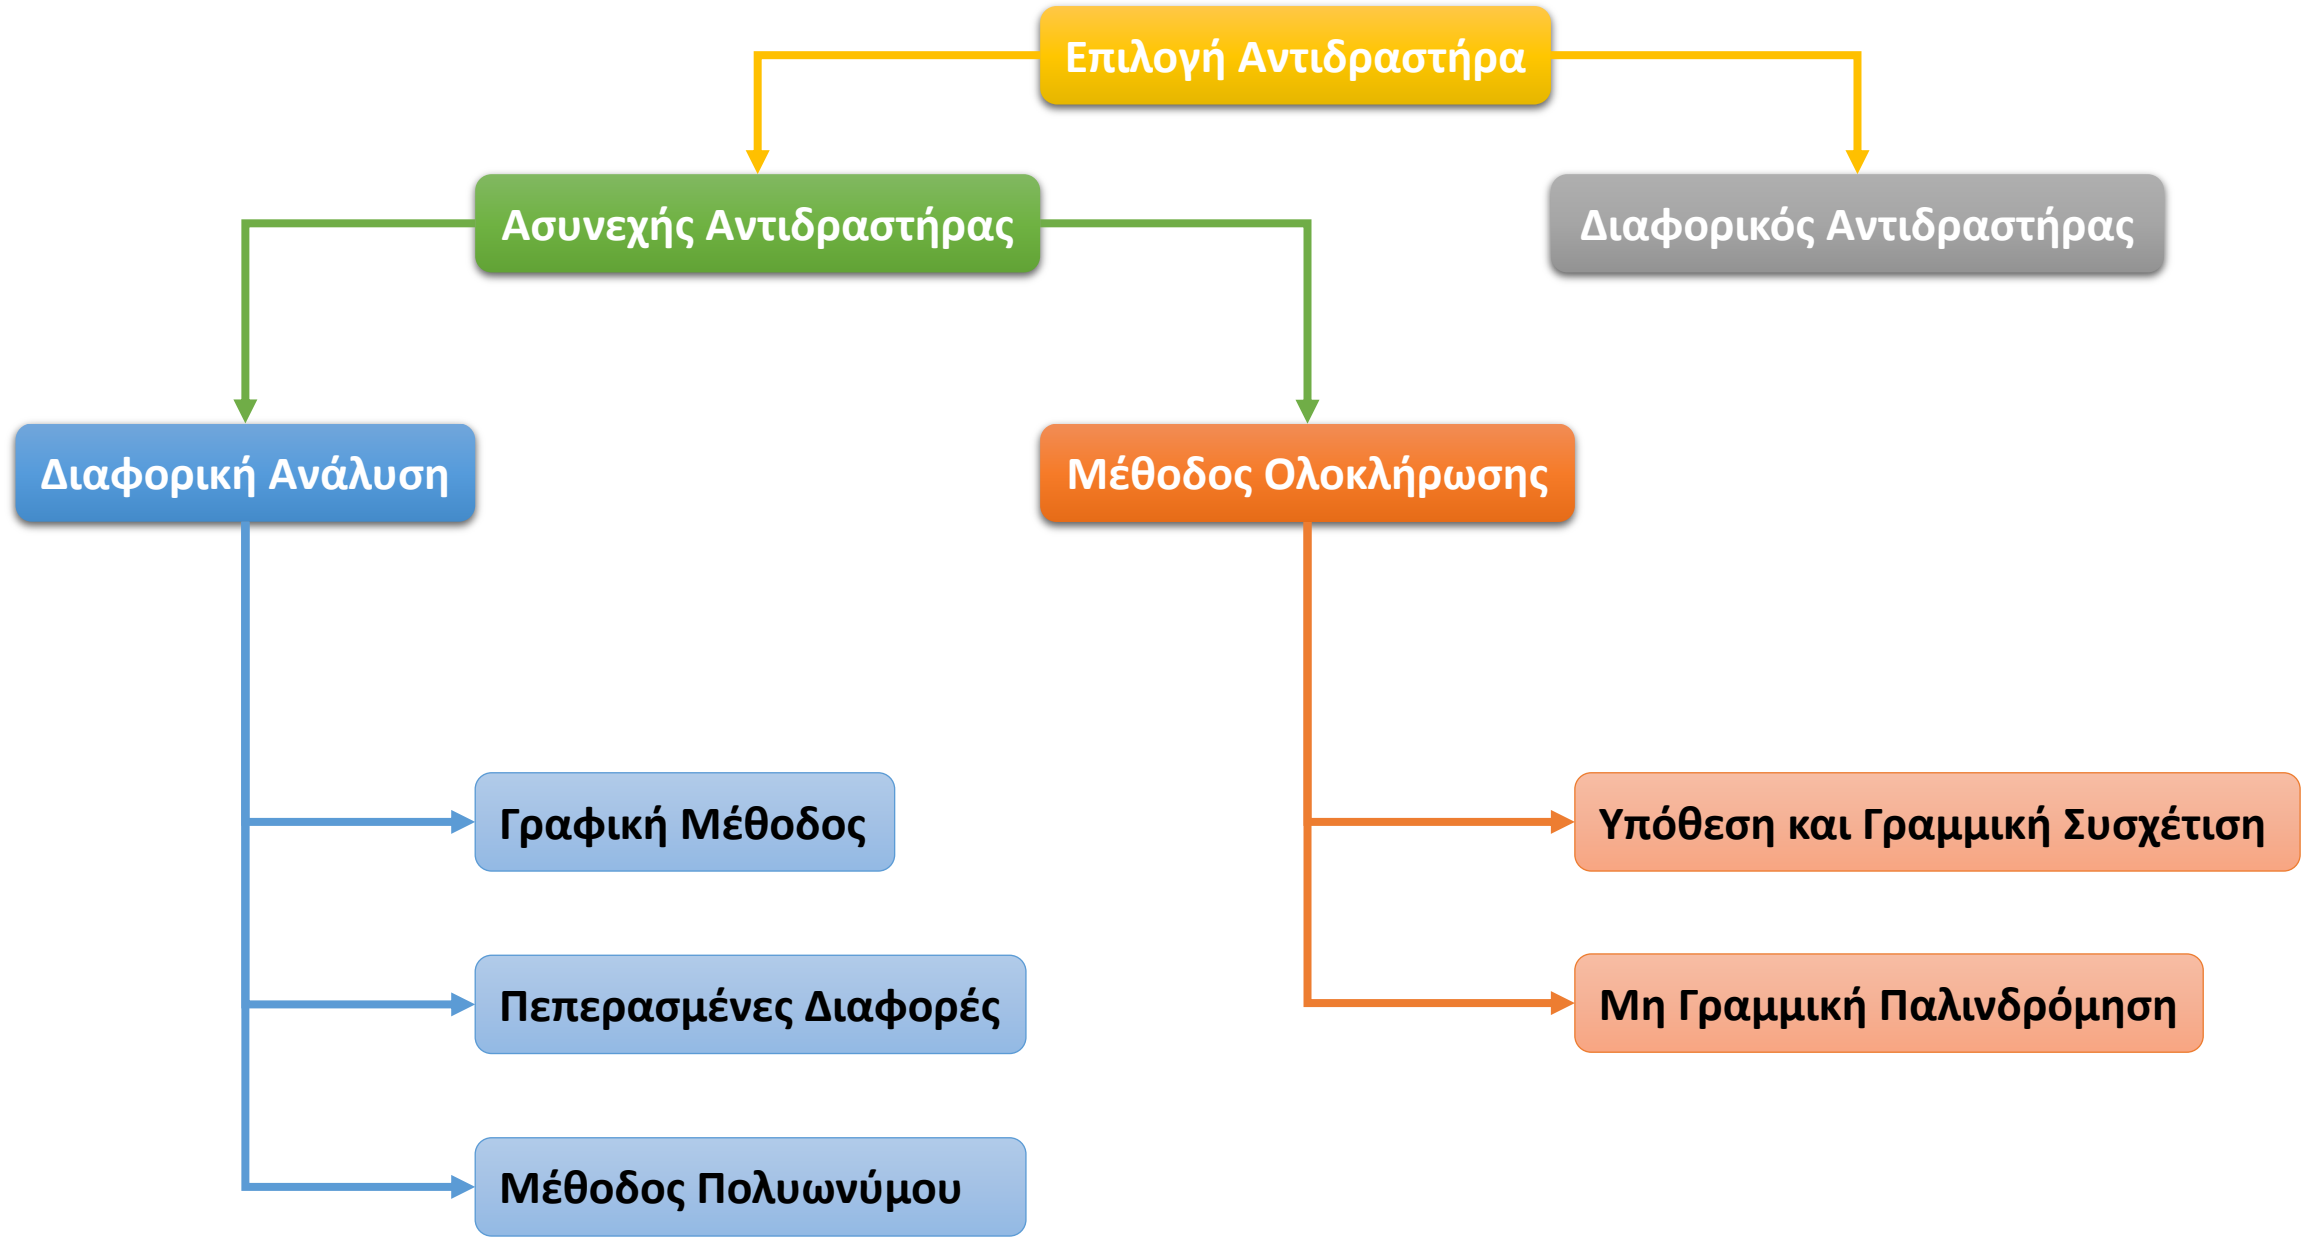 Επιλογή Αντιδραστήρα
Ασυνεχής Αντιδραστήρας
Διαφορικός Αντιδραστήρας
Διαφορική Ανάλυση
Μέθοδος Ολοκλήρωσης
Γραφική Μέθοδος
Υπόθεση και Γραμμική Συσχέτιση
Πεπερασμένες Διαφορές
Μη Γραμμική Παλινδρόμηση
Μέθοδος Πολυωνύμου